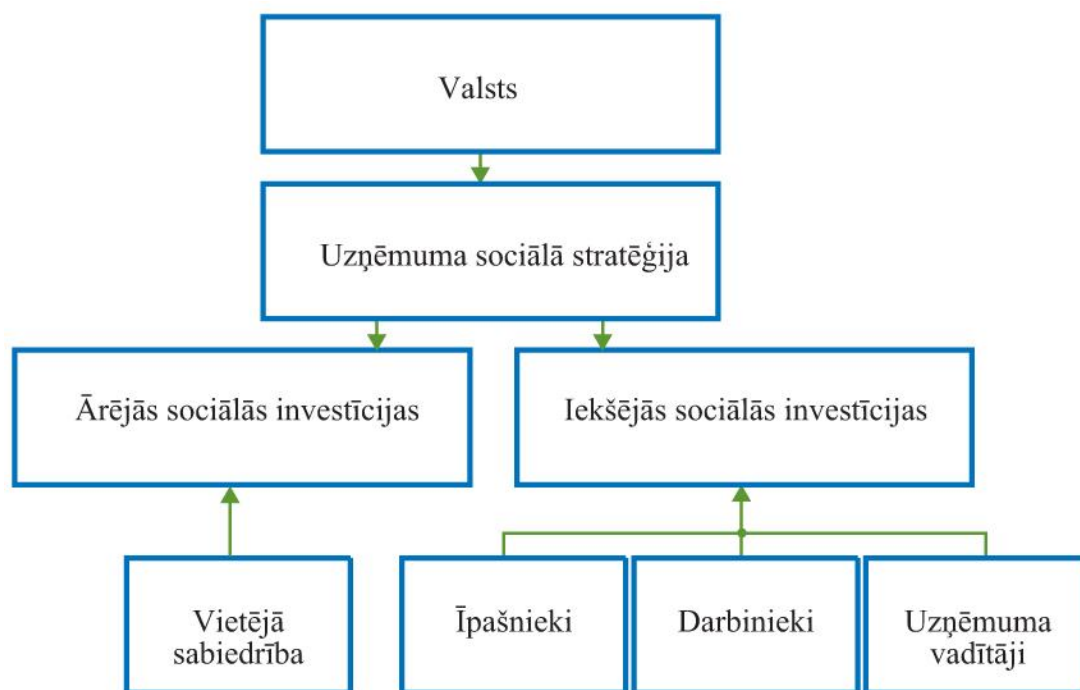 Valsts
Uzņēmuma sociālā stratēģija
Ārējās sociālās investīcijas
Iekšējās sociālās investīcijas
Vietējā
sabiedrība
Īpašnieki
Darbinieki
Uzņēmuma
vadītāji